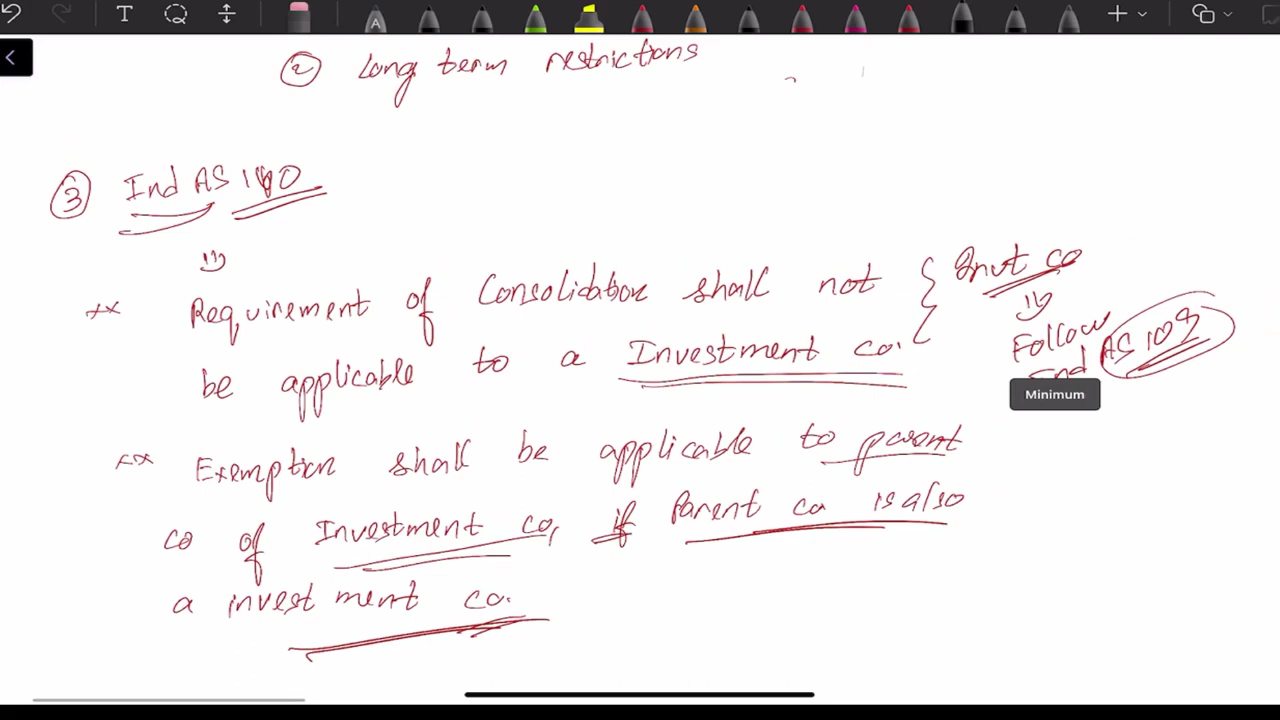 ② Long term restrictions
③ Ind AS 110
Requirement of Consolidation shall not
be applicable to a Investment co.
Invt co
Follow
Ind AS 109
Minimum
Exemption shall be applicable to parent
co of Investment co, if Parent co is also
a investment co.